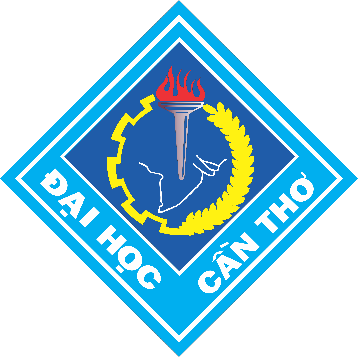 ĐẠI HỌC
CẦN THƠ